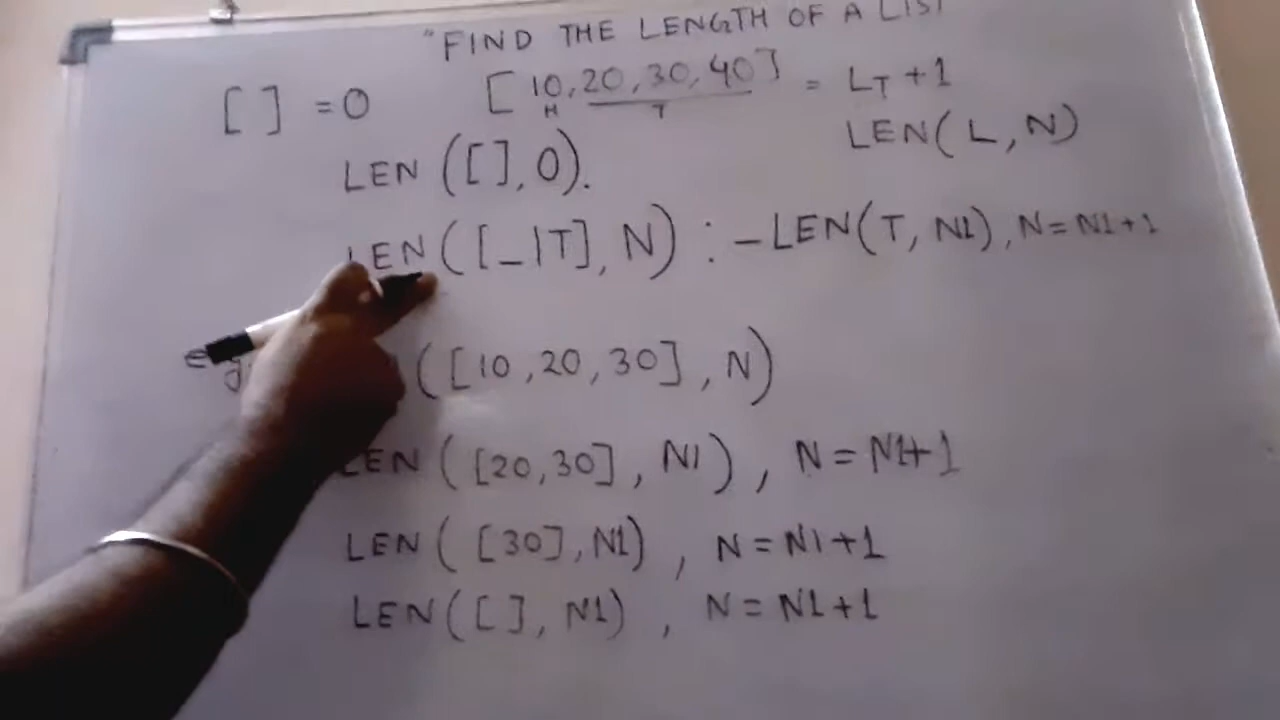 "FIND THE LENGTH OF A LIST
[ ] = 0 [ 10, 20, 30, 40 ] = LT + 1
H T
LEN( L, N )
LEN ( [ ], 0 ).
LEN ( [ _ | T ], N ) : - LEN( T, N1 ), N = N1 + 1
eg. ( [ 10, 20, 30 ], N )
LEN ( [ 20, 30 ], N1 ) , N = N1 + 1
LEN ( [ 30 ], N1 ) , N = N1 + 1
LEN ( [ ], N1 ) , N = N1 + 1